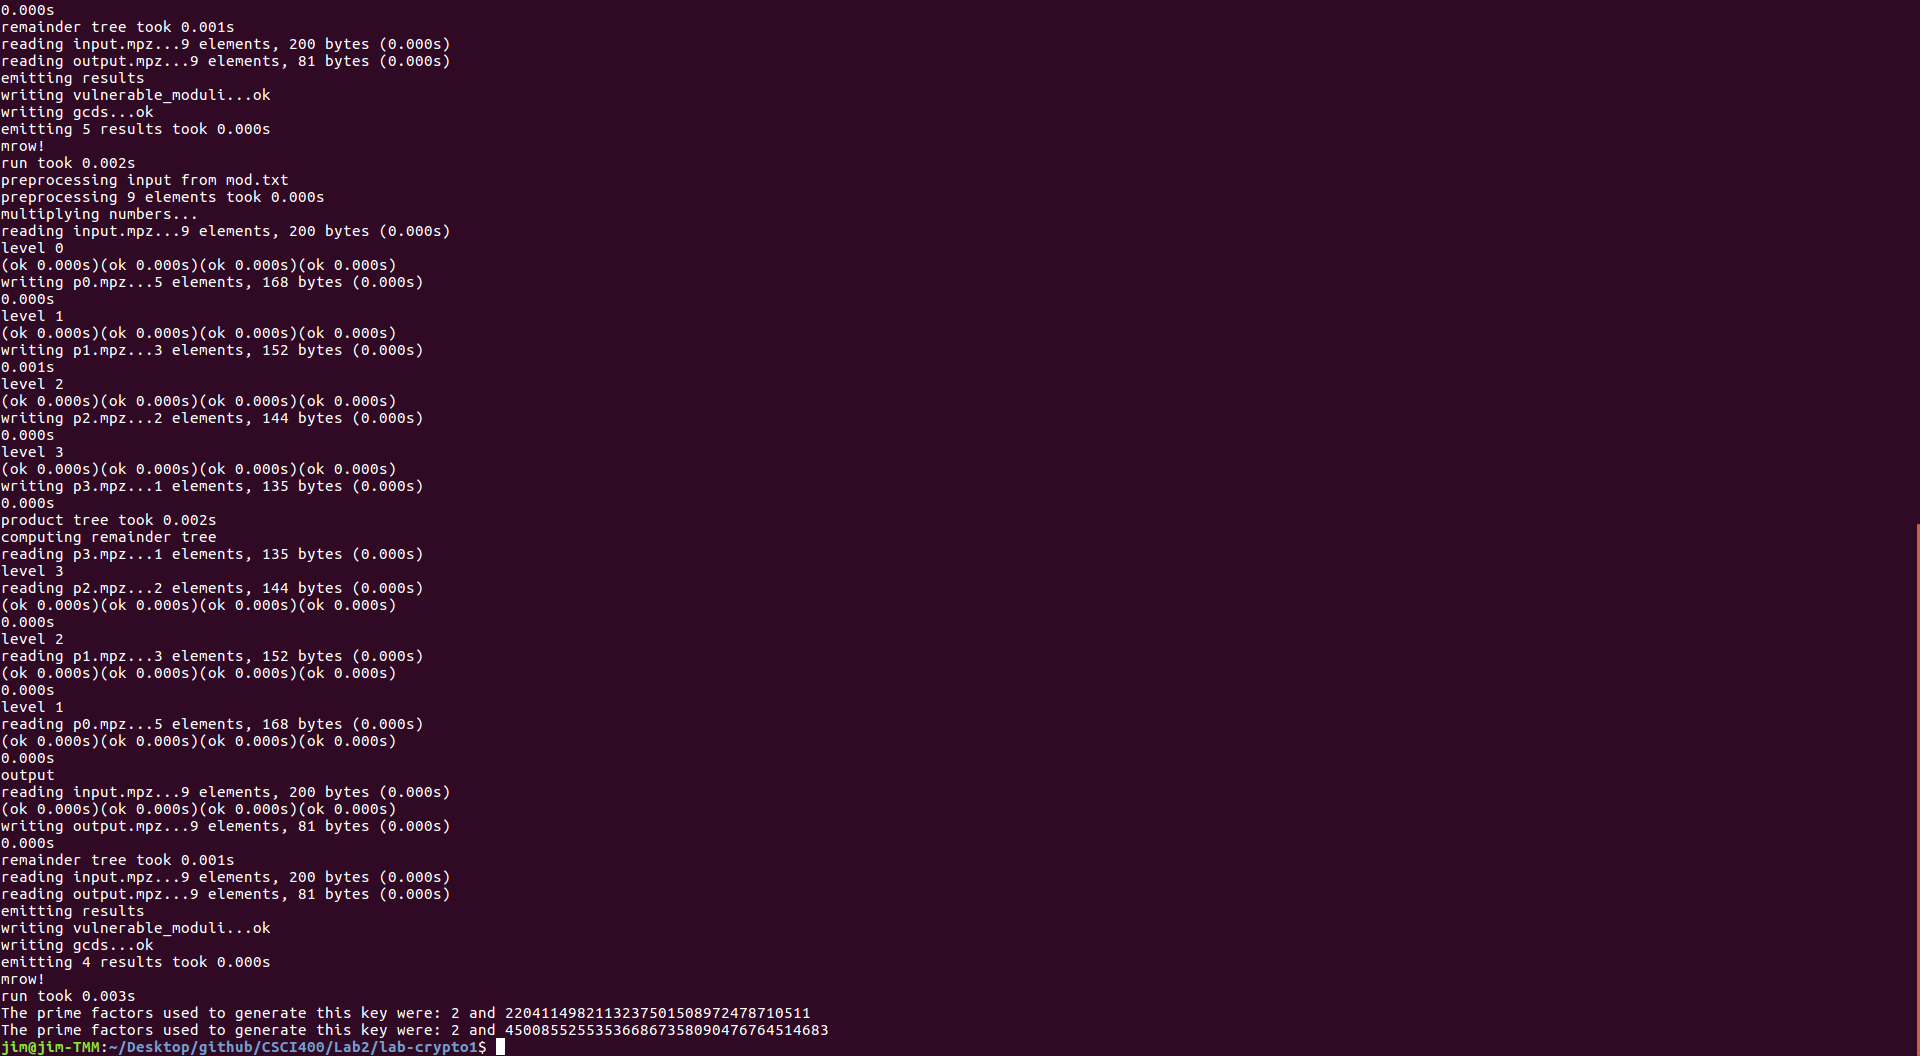 0.000s
remainder tree took 0.001s
reading input.mpz...9 elements, 200 bytes (0.000s)
reading output.mpz...9 elements, 81 bytes (0.000s)
emitting results
writing vulnerable_moduli...ok
writing gcds...ok
emitting 5 results took 0.000s
mrow!
run took 0.002s
preprocessing input from mod.txt
preprocessing 9 elements took 0.000s
multiplying numbers...
reading input.mpz...9 elements, 200 bytes (0.000s)
level 0
(ok 0.000s)(ok 0.000s)(ok 0.000s)(ok 0.000s)
writing p0.mpz...5 elements, 168 bytes (0.000s)
0.000s
level 1
(ok 0.000s)(ok 0.000s)(ok 0.000s)(ok 0.000s)
writing p1.mpz...3 elements, 152 bytes (0.000s)
0.001s
level 2
(ok 0.000s)(ok 0.000s)(ok 0.000s)(ok 0.000s)
writing p2.mpz...2 elements, 144 bytes (0.000s)
0.000s
level 3
(ok 0.000s)(ok 0.000s)(ok 0.000s)(ok 0.000s)
writing p3.mpz...1 elements, 135 bytes (0.000s)
0.000s
product tree took 0.002s
computing remainder tree
reading p3.mpz...1 elements, 135 bytes (0.000s)
level 3
reading p2.mpz...2 elements, 144 bytes (0.000s)
(ok 0.000s)(ok 0.000s)(ok 0.000s)(ok 0.000s)
0.000s
level 2
reading p1.mpz...3 elements, 152 bytes (0.000s)
(ok 0.000s)(ok 0.000s)(ok 0.000s)(ok 0.000s)
0.000s
level 1
reading p0.mpz...5 elements, 168 bytes (0.000s)
(ok 0.000s)(ok 0.000s)(ok 0.000s)(ok 0.000s)
0.000s
output
reading input.mpz...9 elements, 200 bytes (0.000s)
(ok 0.000s)(ok 0.000s)(ok 0.000s)(ok 0.000s)
writing output.mpz...9 elements, 81 bytes (0.000s)
0.000s
remainder tree took 0.001s
reading input.mpz...9 elements, 200 bytes (0.000s)
reading output.mpz...9 elements, 81 bytes (0.000s)
emitting results
writing vulnerable_moduli...ok
writing gcds...ok
emitting 4 results took 0.000s
mrow!
run took 0.003s
The prime factors used to generate this key were: 2 and 2204114982113237501508972478710511
The prime factors used to generate this key were: 2 and 450085525535366867358090476764514683
jim@jim-TMM:~/Desktop/github/CSCI400/Lab2/lab-crypto1$